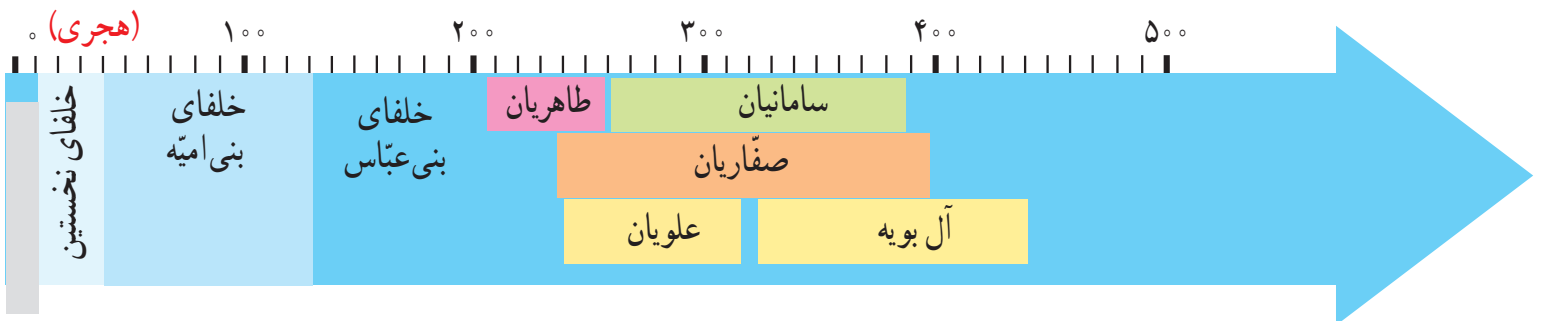 ۰ (هجری) ۱۰۰ ۲۰۰ ۳۰۰ ۴۰۰ ۵۰۰
خلفای نخستین
خلفای
بنی‌امیّه
خلفای
بنی‌عبّاس
طاهریان
سامانیان
صفّاریان
علویان
آل بویه